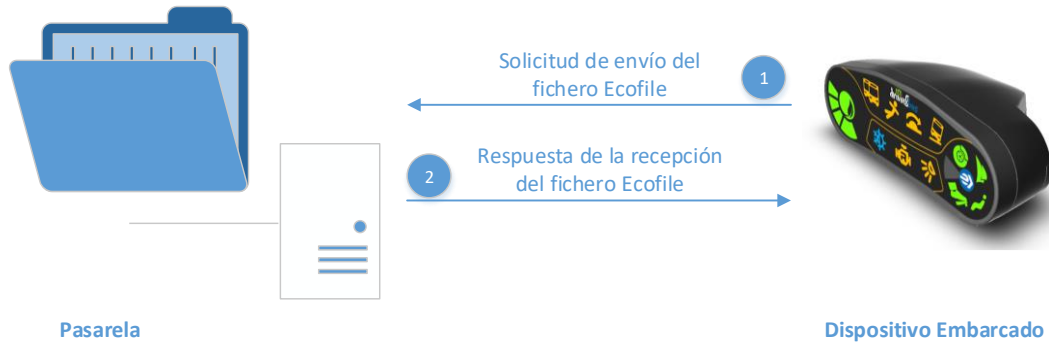 Solicitud de envío del
fichero Ecofile
1
Respuesta de la recepción
2
del fichero Ecofile
Pasarela
Dispositivo Embarcado